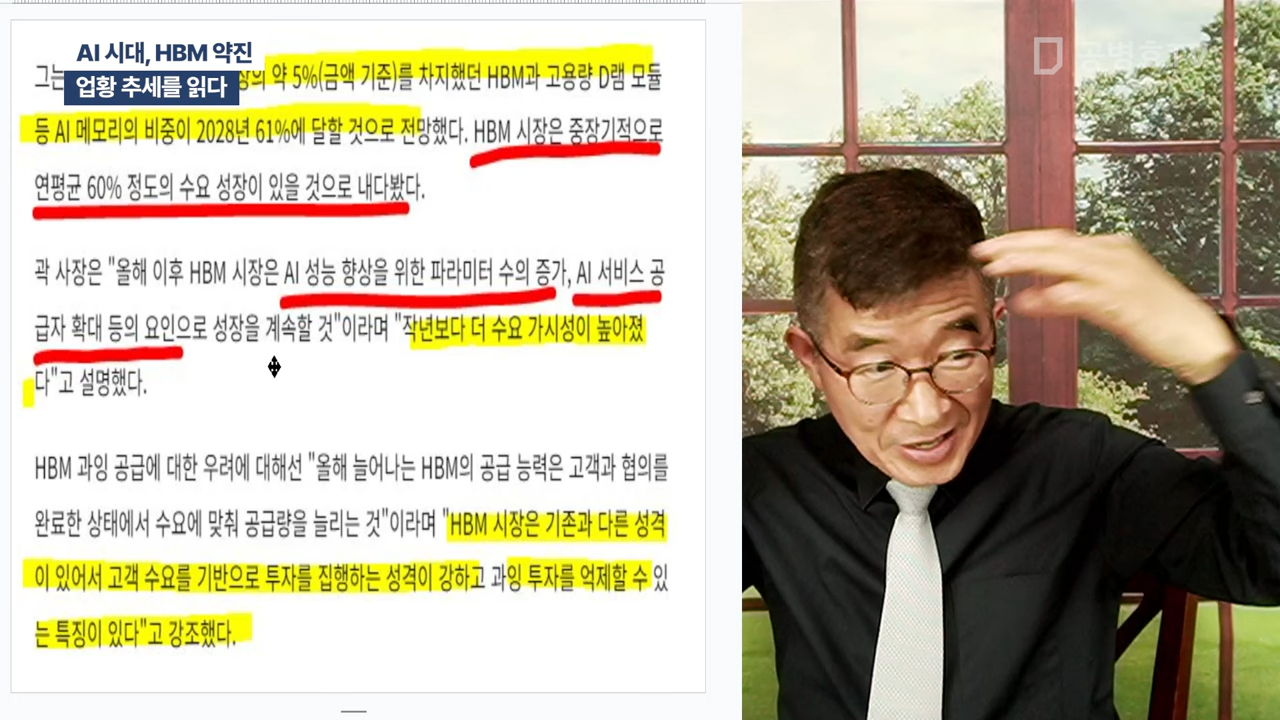 AI 시대, HBM 약진
업황 추세를 읽다
그는 장의 약 5%(금액 기준)를 차지했던 HBM과 고용량 D램 모듈
등 AI 메모리의 비중이 2028년 61%에 달할 것으로 전망했다. HBM 시장은 중장기적으로
연평균 60% 정도의 수요 성장이 있을 것으로 내다봤다.
곽 사장은 "올해 이후 HBM 시장은 AI 성능 향상을 위한 파라미터 수의 증가, AI 서비스 공
급자 확대 등의 요인으로 성장을 계속할 것"이라며 "작년보다 더 수요 가시성이 높아졌
다"고 설명했다.
HBM 과잉 공급에 대한 우려에 대해선 "올해 늘어나는 HBM의 공급 능력은 고객과 협의를
완료한 상태에서 수요에 맞춰 공급량을 늘리는 것"이라며 "HBM 시장은 기존과 다른 성격
이 있어서 고객 수요를 기반으로 투자를 집행하는 성격이 강하고 과잉 투자를 억제할 수 있
는 특징이 있다"고 강조했다.
공병호TV